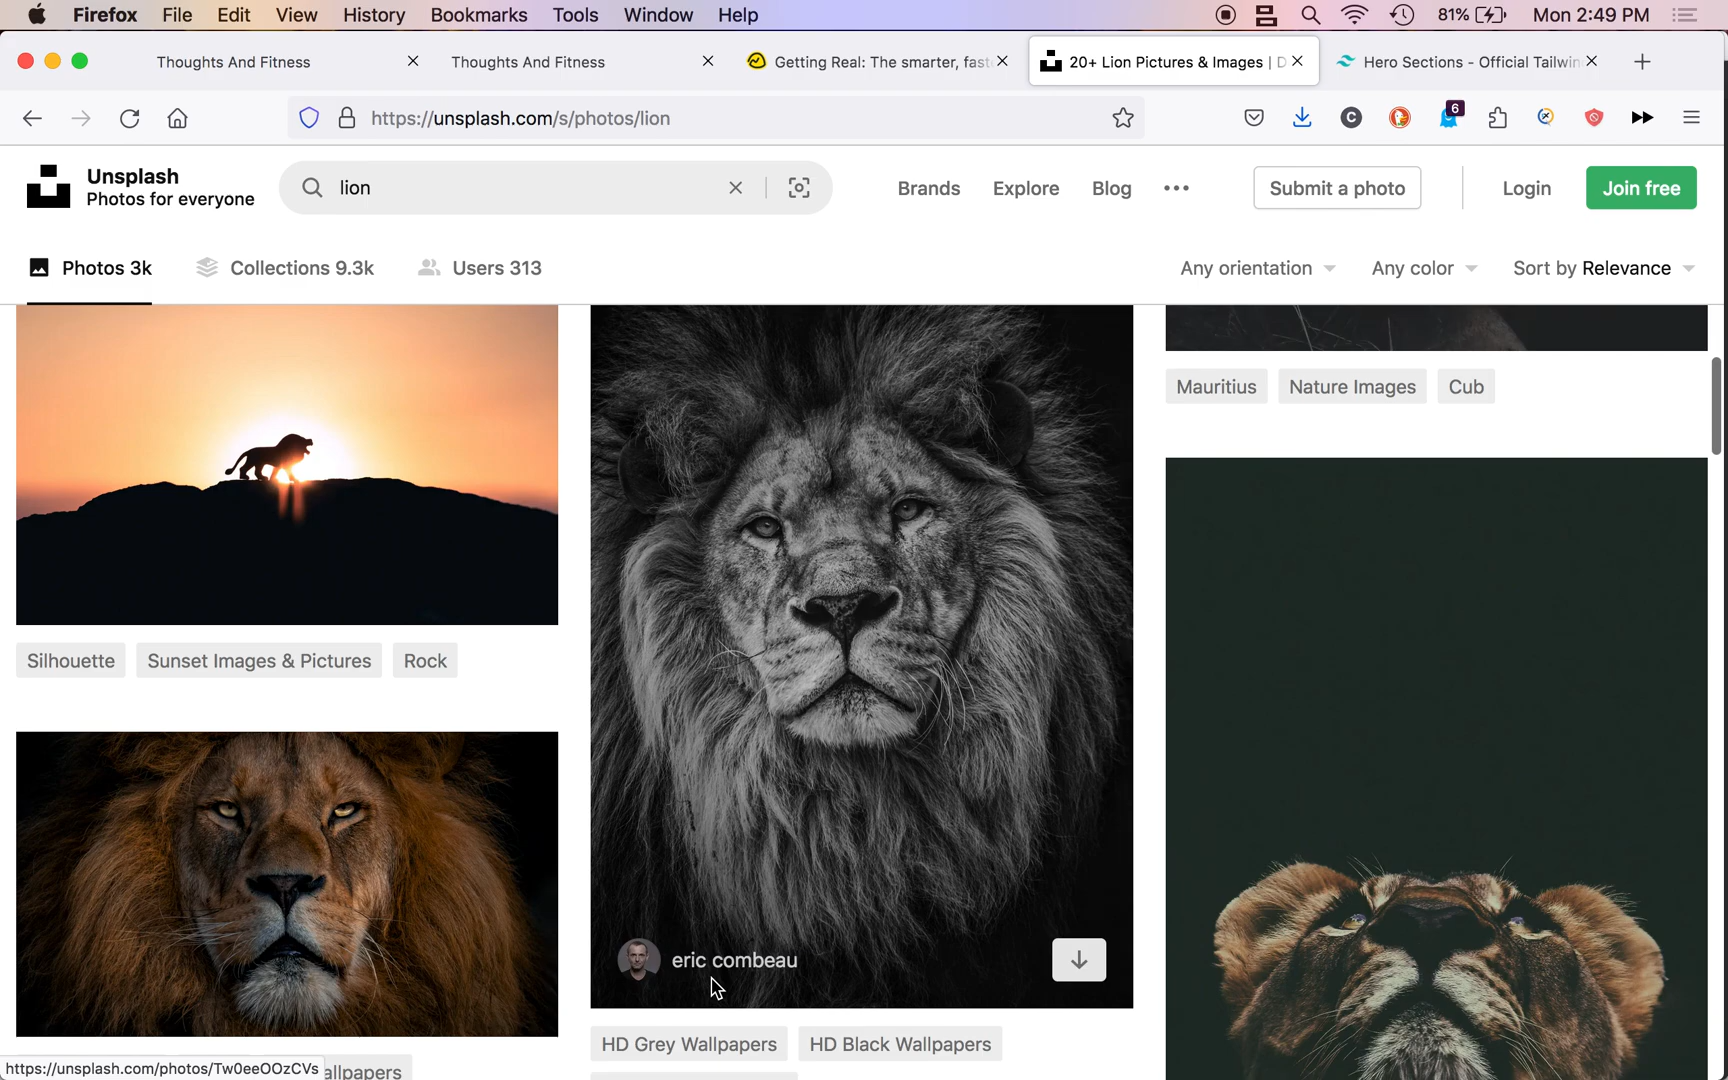 Firefox File Edit View History Bookmarks Tools Window Help 81% Mon 2:49 PM
Thoughts And Fitness
Thoughts And Fitness
Getting Real: The smarter, fast
20+ Lion Pictures & Images | D
Hero Sections - Official Tailwin
https://unsplash.com/s/photos/lion
6
Unsplash
Photos for everyone
lion
Brands Explore Blog Submit a photo Login Join free
Photos 3k Collections 9.3k Users 313
Any orientation Any color Sort by Relevance
Mauritius Nature Images Cub
Silhouette Sunset Images & Pictures Rock
eric combeau
HD Grey Wallpapers HD Black Wallpapers
https://unsplash.com/photos/Tw0eeOOzCVs
allpapers